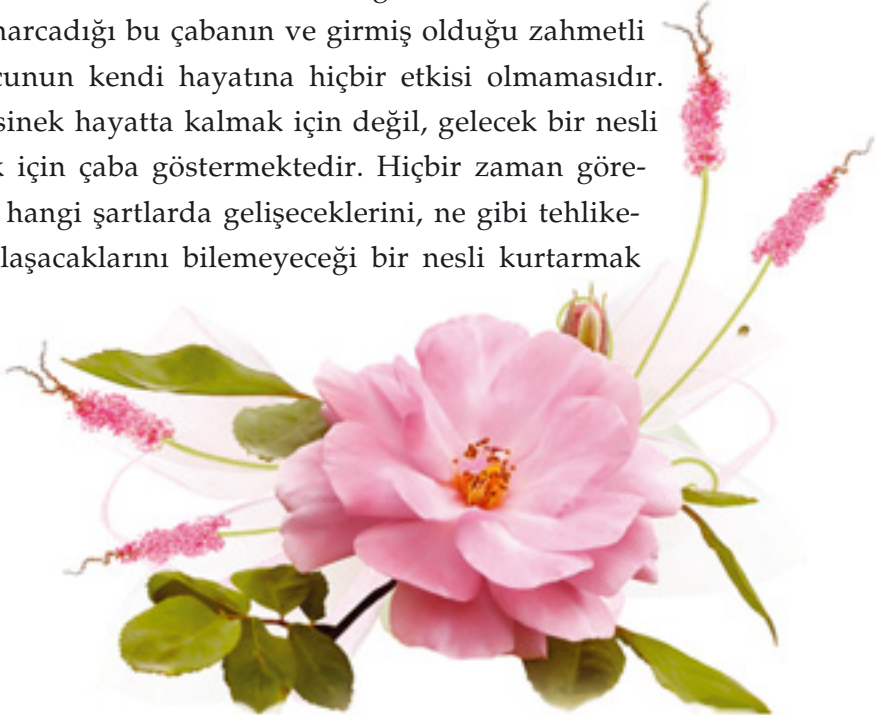 harcadığı bu çabanın ve girmiş olduğu zahmetli
cunun kendi hayatına hiçbir etkisi olmamasıdır.
sinek hayatta kalmak için değil, gelecek bir nesli
k için çaba göstermektedir. Hiçbir zaman göre-
hangi şartlarda gelişeceklerini, ne gibi tehlike-
laşacaklarını bilemeyeceği bir nesli kurtarmak